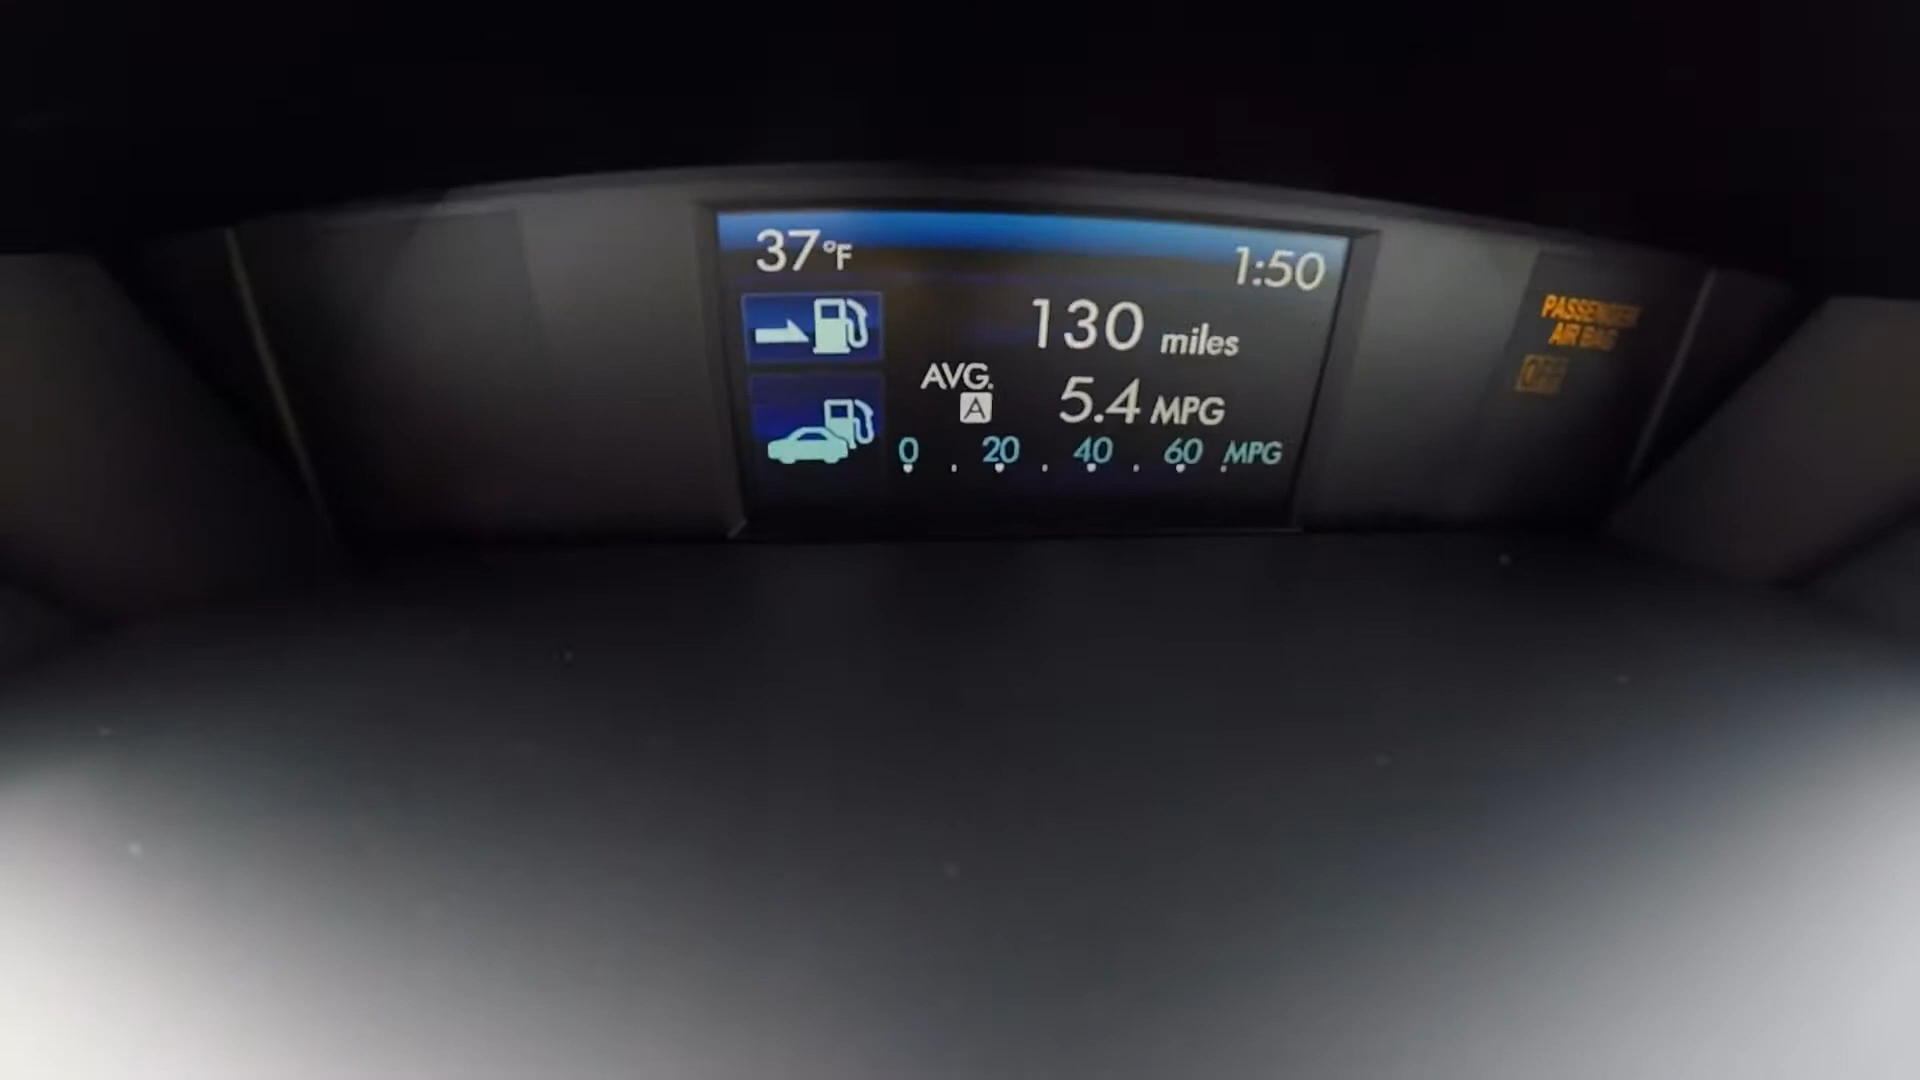 37°F
1:50
130 miles
AVG.
A
5.4 MPG
0 20 40 60 MPG
PASSENGER
AIR BAG
OFF